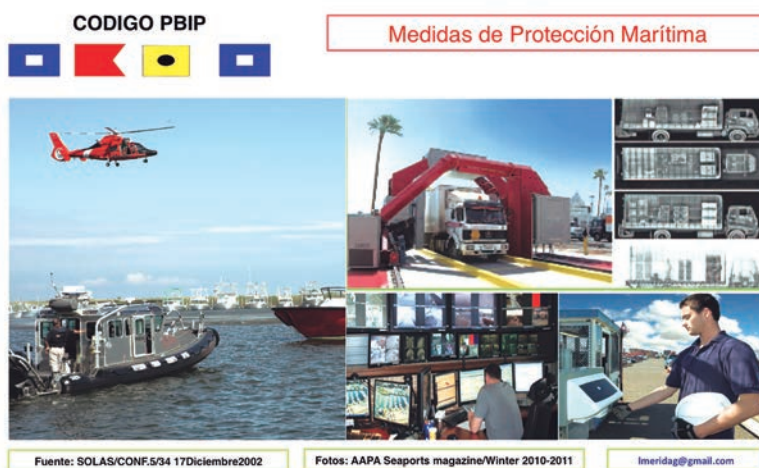 CODIGO PBIP
Medidas de Protección Marítima
Fuente: SOLAS/CONF.5/34 17Diciembre2002
Fotos: AAPA Seaports magazine/Winter 2010-2011
lmeridag@gmail.com